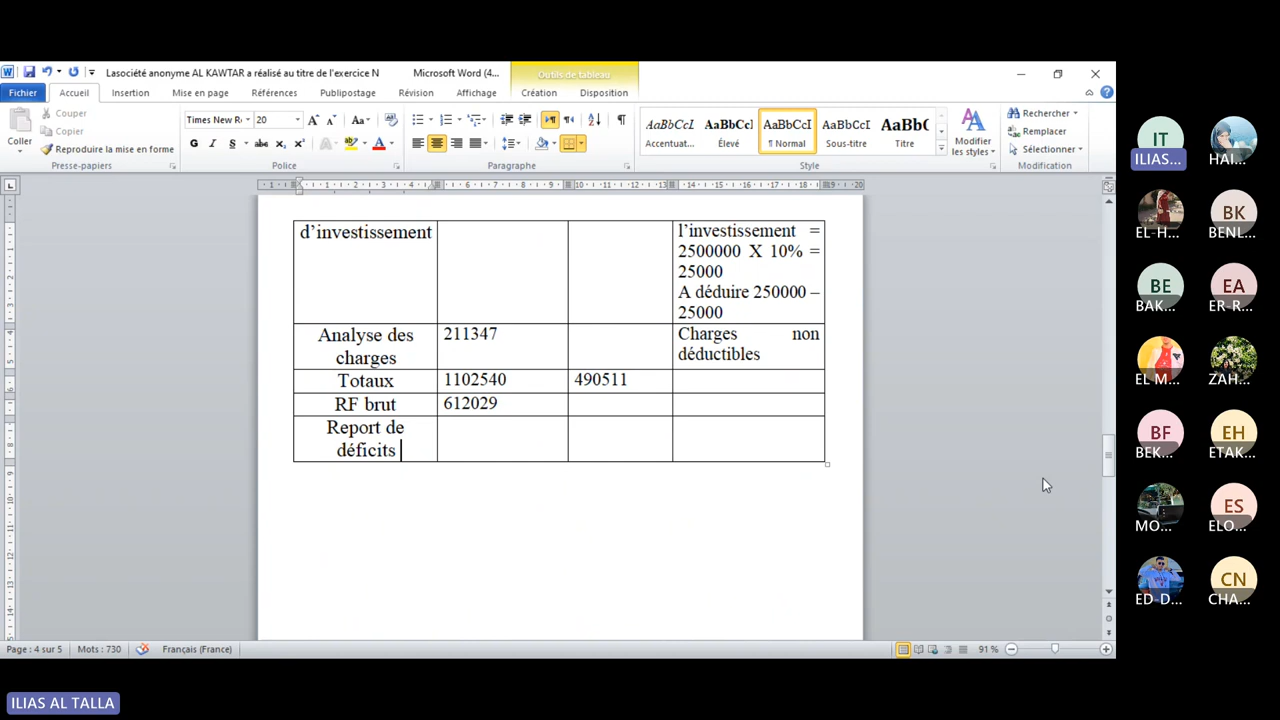 Lasociété anonyme AL KAWTAR a réalisé au titre de l'exercice N
Microsoft Word (4...
Outils de tableau
Fichier
Accueil
Insertion
Mise en page
Références
Publipostage
Révision
Affichage
Création
Disposition
Coller
Couper
Copier
Reproduire la mise en forme
Presse-papiers
Times New R
20
Police
Paragraphe
AaBbCcL
Accentuat...
AaBbCcI
Élevé
AaBbCcI
¶ Normal
AaBbCcl
Sous-titre
AaBbC
Titre
Modifier
les styles
Style
Rechercher
Remplacer
Sélectionner
Modification
d'investissement
l'investissement =
2500000 X 10% =
25000
A déduire 250000 –
25000
Analyse des
charges
211347
Charges non
déductibles
Totaux
1102540
490511
RF brut
612029
Report de
déficits
Page : 4 sur 5
Mots : 730
Français (France)
91 %
IT
ILIAS...
HAI...
EL-H...
BK
BENL...
BE
BAK...
EA
ER-R...
EL M...
ZAH...
BF
BEK...
EH
ETAK...
MO...
ES
ELO...
ED-D...
CN
CHA...
ILIAS AL TALLA